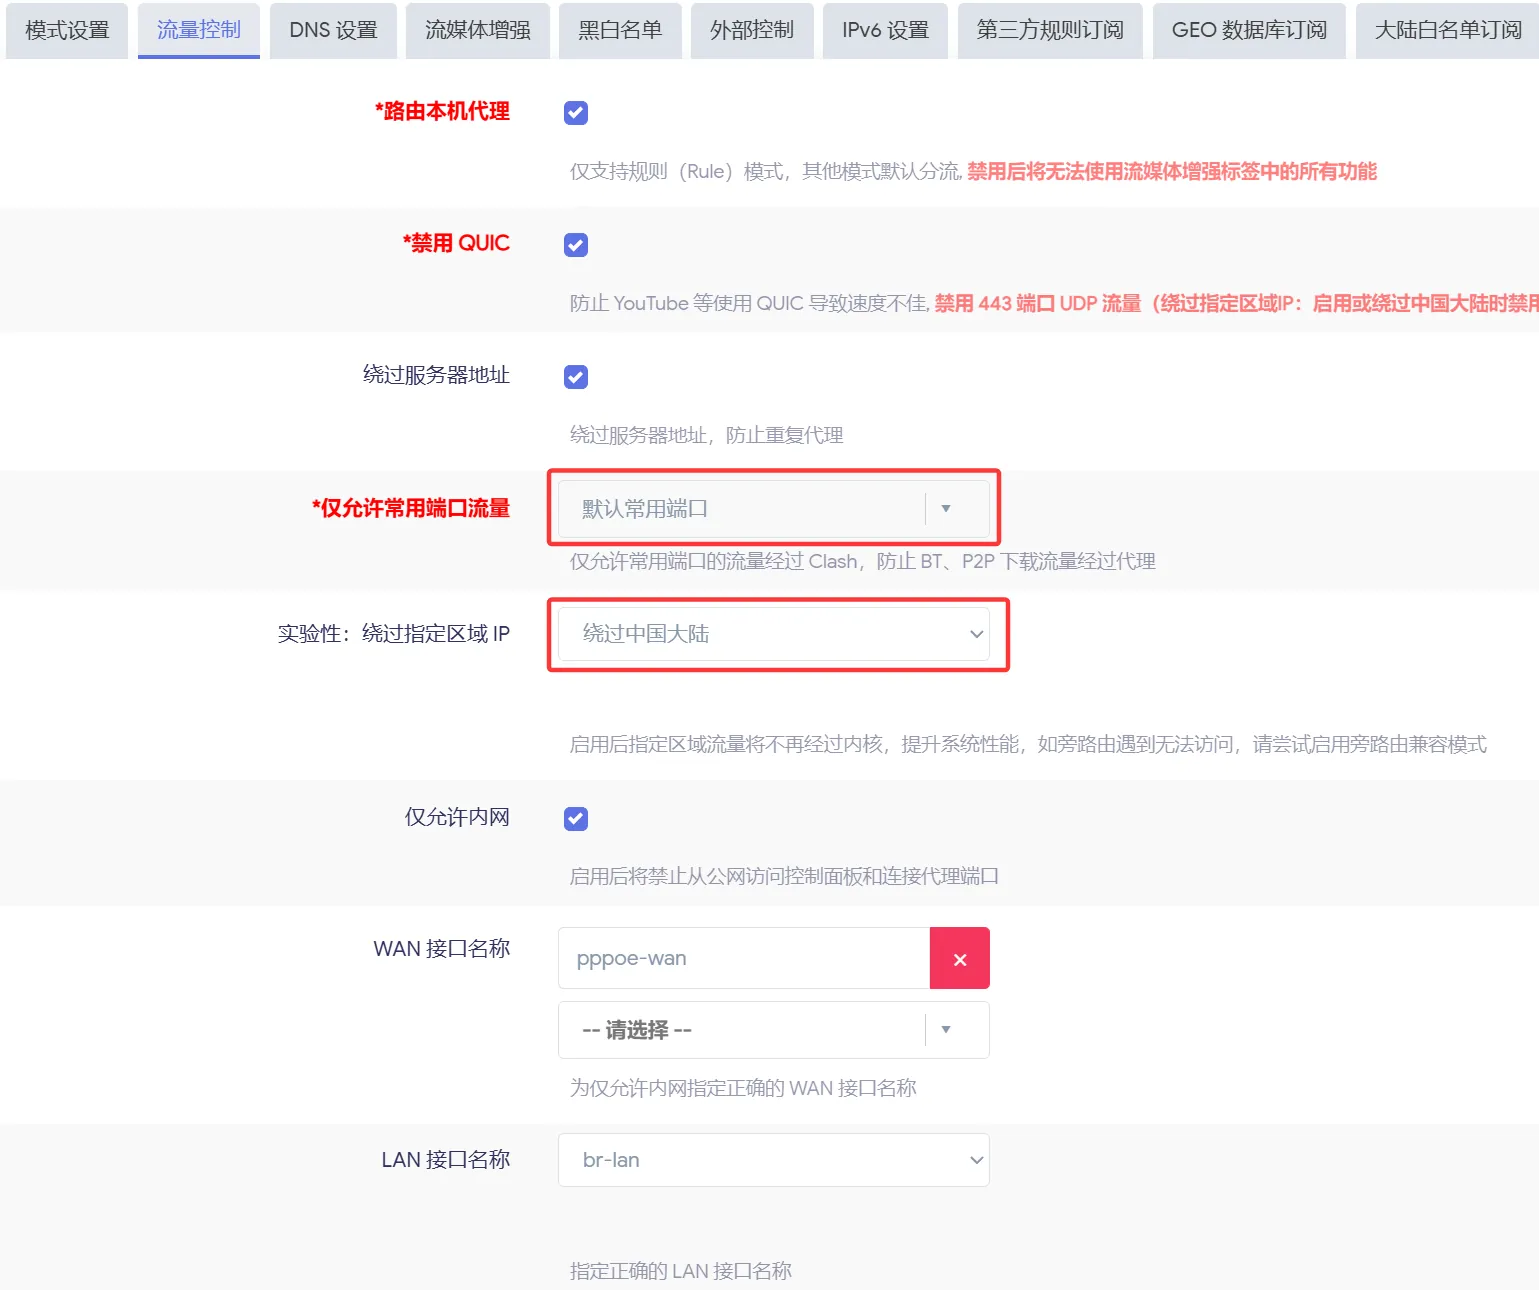 模式设置 流量控制 DNS 设置 流媒体增强 黑白名单 外部控制 IPv6 设置 第三方规则订阅 GEO 数据库订阅 大陆白名单订阅
*路由本机代理
仅支持规则（Rule）模式，其他模式默认分流, 禁用后将无法使用流媒体增强标签中的所有功能
*禁用 QUIC
防止 YouTube 等使用 QUIC 导致速度不佳, 禁用 443 端口 UDP 流量（绕过指定区域IP：启用或绕过中国大陆时禁用
绕过服务器地址
绕过服务器地址，防止重复代理
*仅允许常用端口流量 默认常用端口
仅允许常用端口的流量经过 Clash，防止 BT、P2P 下载流量经过代理
实验性：绕过指定区域 IP 绕过中国大陆
启用后指定区域流量将不再经过内核，提升系统性能，如旁路由遇到无法访问，请尝试启用旁路由兼容模式
仅允许内网
启用后将禁止从公网访问控制面板和连接代理端口
WAN 接口名称 pppoe-wan
-- 请选择 --
为仅允许内网指定正确的 WAN 接口名称
LAN 接口名称 br-lan
指定正确的 LAN 接口名称